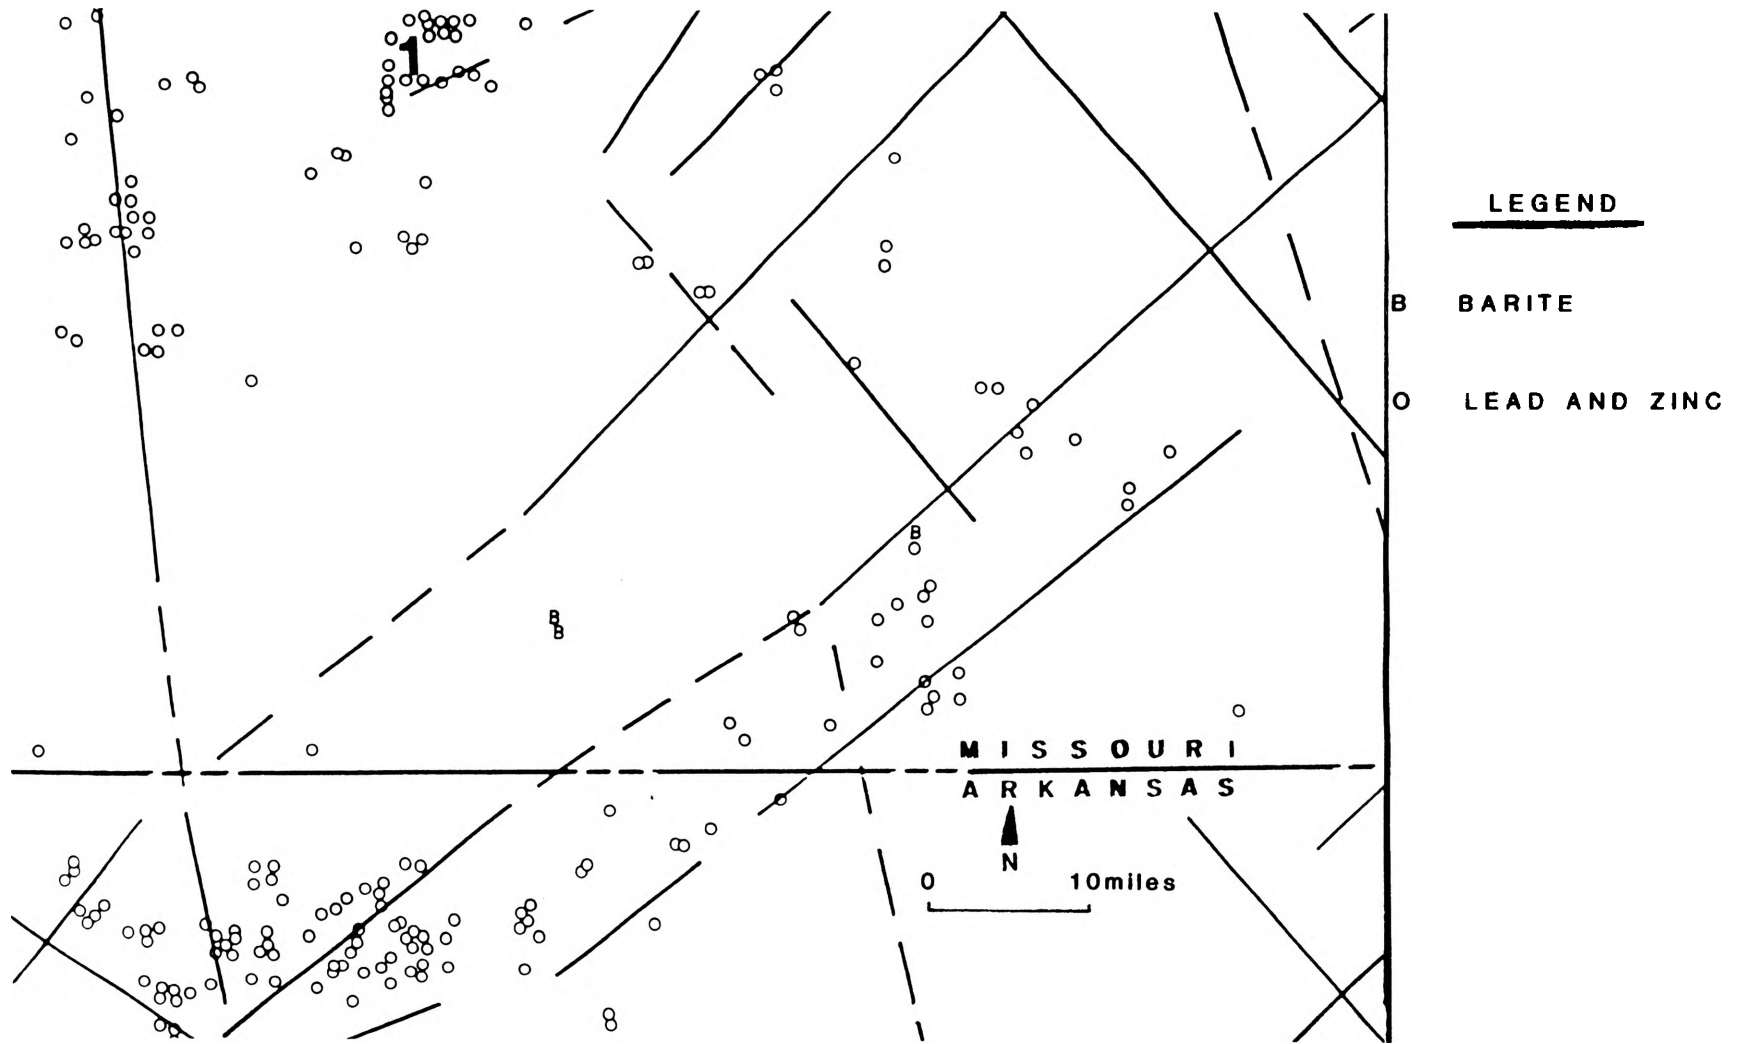 1
LEGEND
B BARITE
O LEAD AND ZINC
B
B
B
MISSOURI
ARKANSAS
N
0 10miles